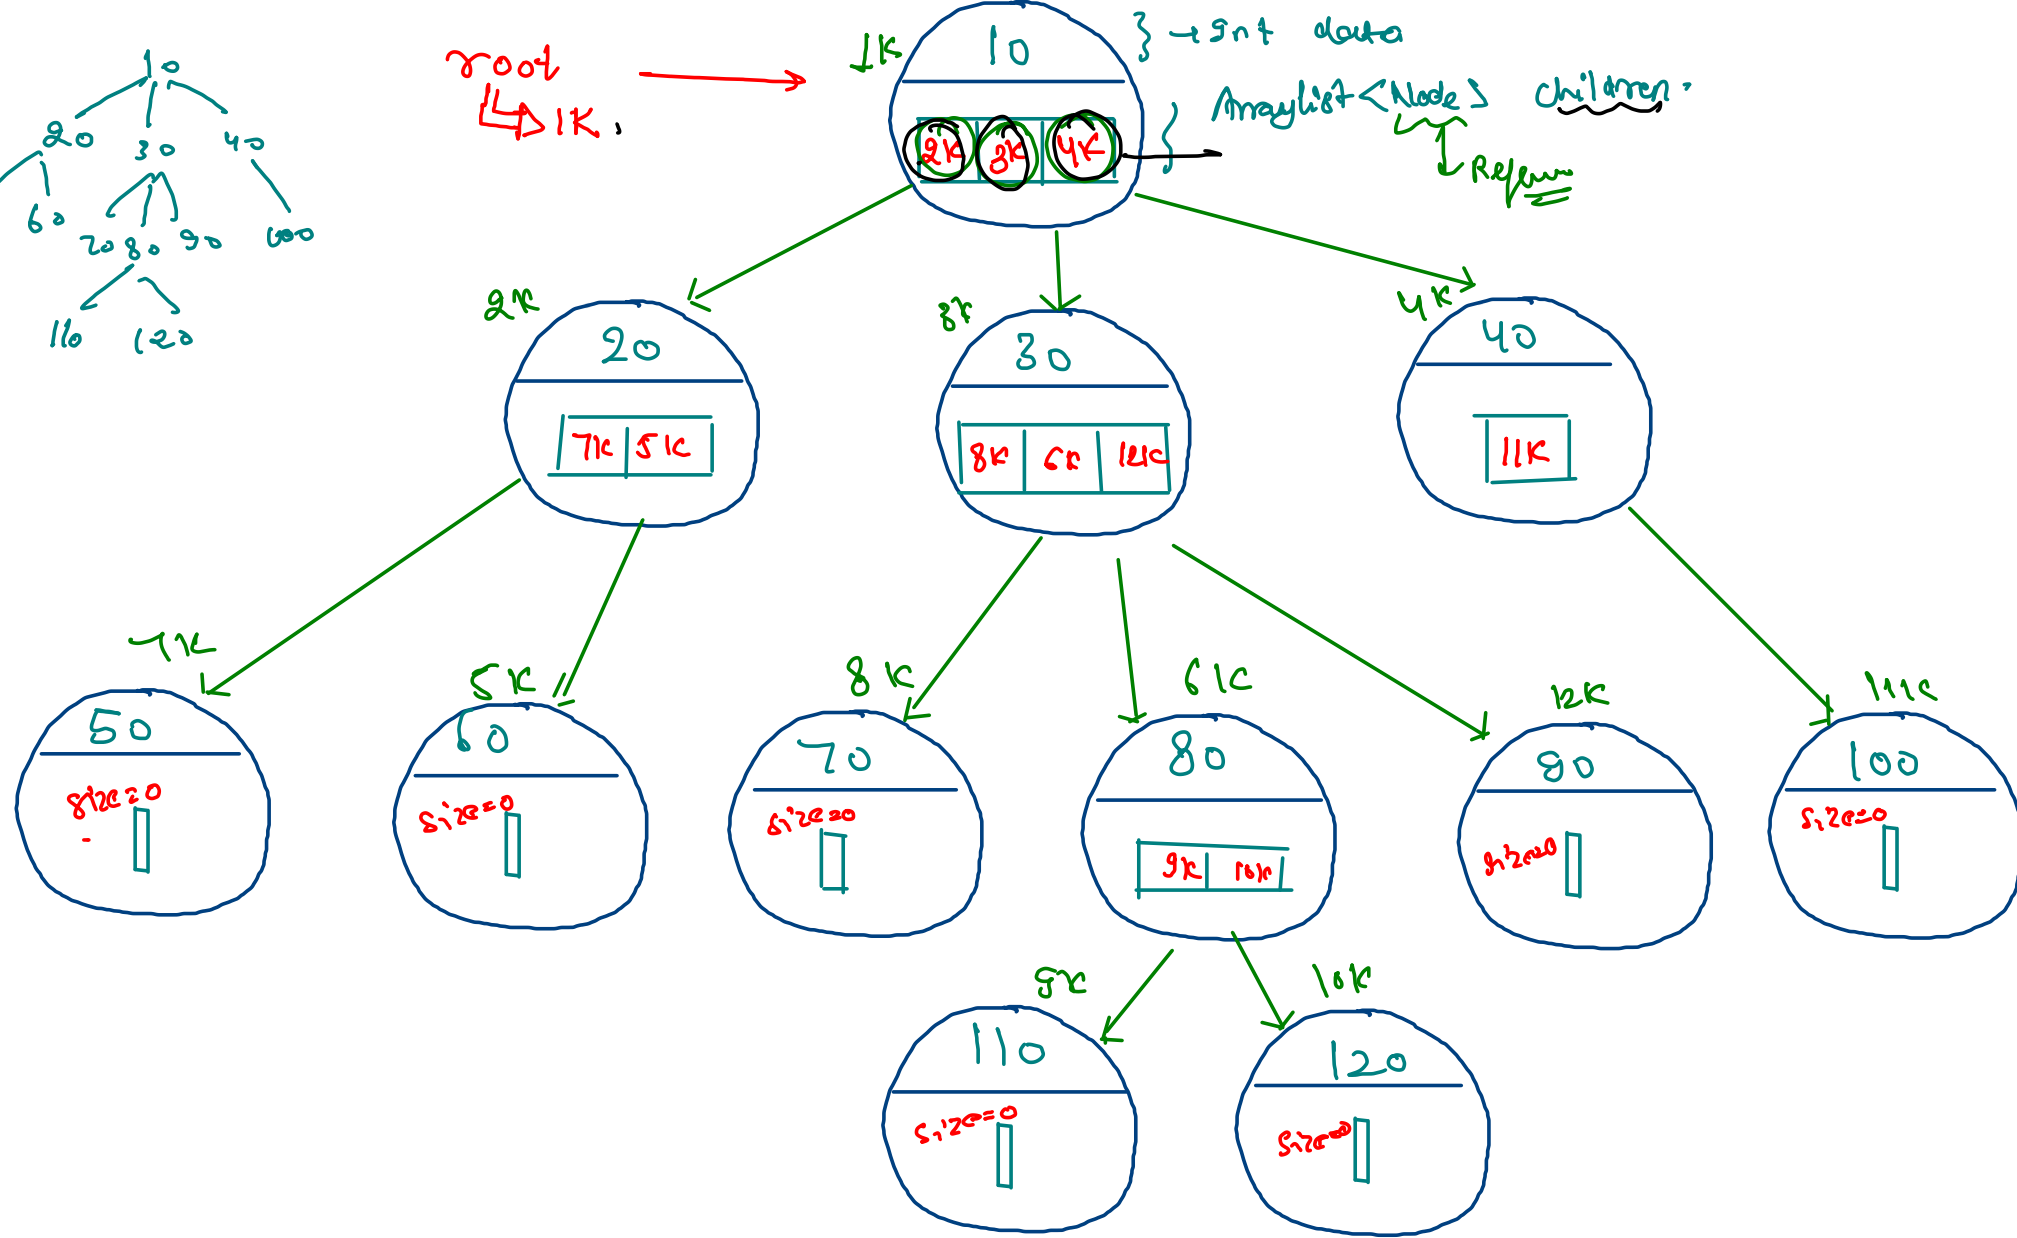 10
20 30 40
60 70 80 90 100
110 120
root
1K
1K
10
2K 3K 4K
} → int data
} Arraylist<Node> children
2K
20
7K 5K
3K
30
8K 6K 12K
4K
40
11K
7K
50
size=0
5K
60
size=0
8K
70
size=0
6K
80
9K 10K
12K
90
size=0
11K
100
size=0
9K
110
size=0
10K
120
size=0